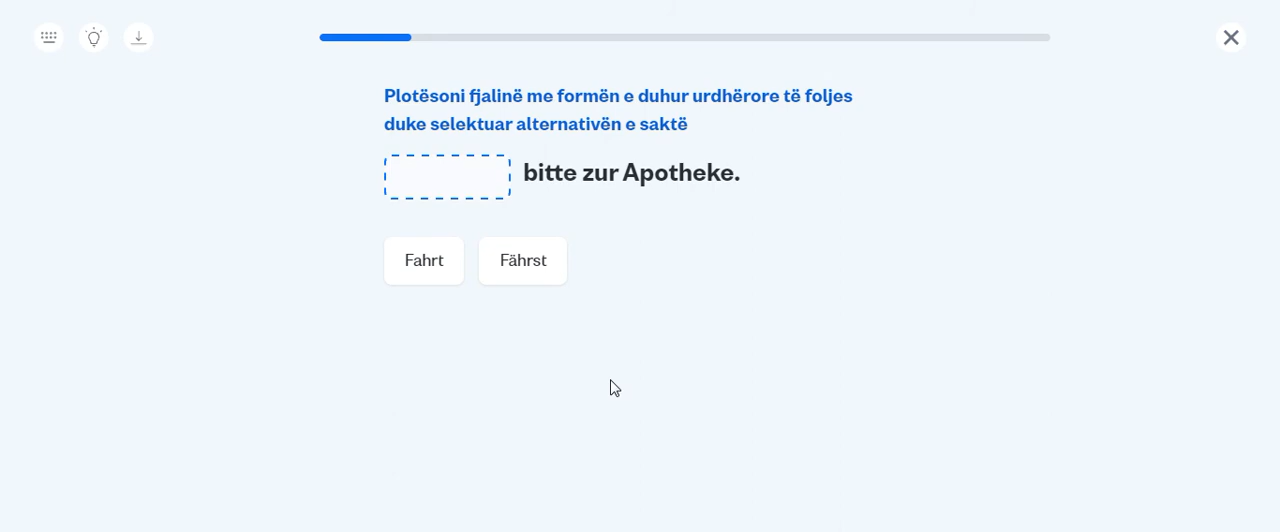 Plotësoni fjalinë me formën e duhur urdhërore të foljes
duke selektuar alternativën e saktë
bitte zur Apotheke.
Fahrt Fährst